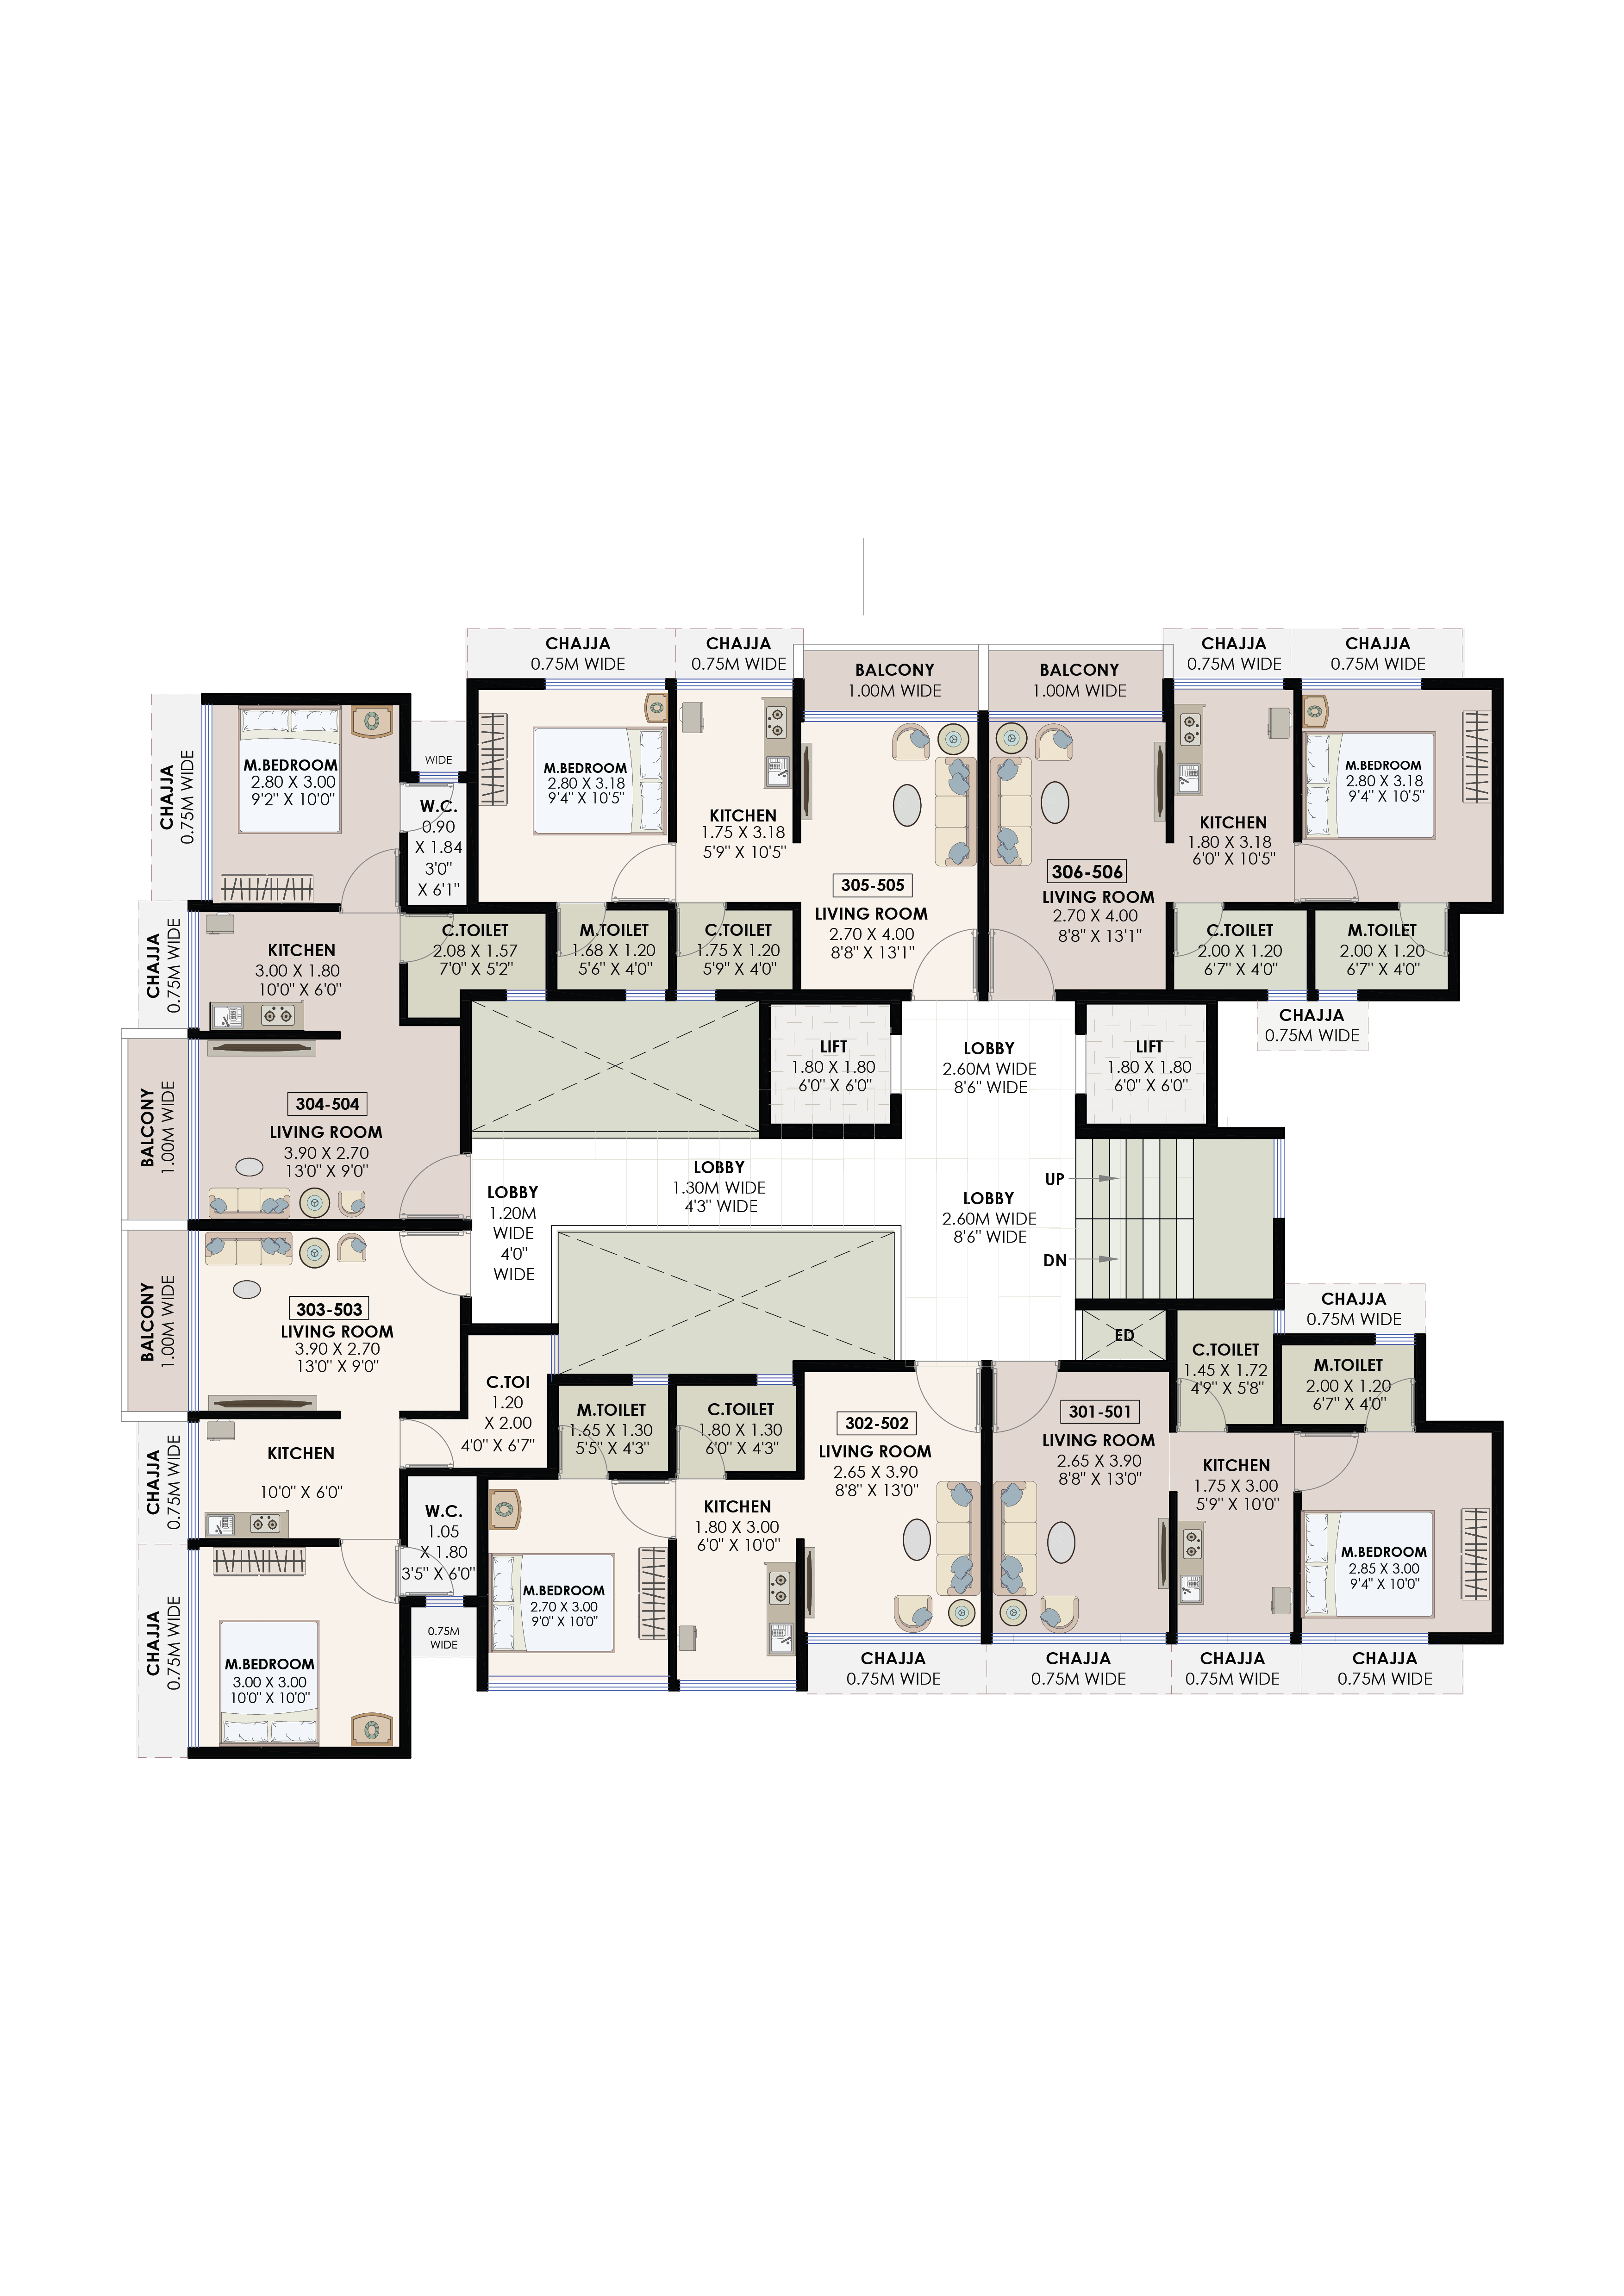 CHAJJA
0.75M WIDE
CHAJJA
0.75M WIDE
BALCONY
1.00M WIDE
BALCONY
1.00M WIDE
CHAJJA
0.75M WIDE
CHAJJA
0.75M WIDE
CHAJJA
0.75M WIDE
M.BEDROOM
2.80 X 3.00
9'2" X 10'0"
WIDE
W.C.
0.90
X 1.84
3'0"
X 6'1"
M.BEDROOM
2.80 X 3.18
9'4" X 10'5"
KITCHEN
1.75 X 3.18
5'9" X 10'5"
305-505
LIVING ROOM
2.70 X 4.00
8'8" X 13'1"
306-506
LIVING ROOM
2.70 X 4.00
8'8" X 13'1"
KITCHEN
1.80 X 3.18
6'0" X 10'5"
M.BEDROOM
2.80 X 3.18
9'4" X 10'5"
CHAJJA
0.75M WIDE
KITCHEN
3.00 X 1.80
10'0" X 6'0"
C.TOILET
2.08 X 1.57
7'0" X 5'2"
M.TOILET
1.68 X 1.20
5'6" X 4'0"
C.TOILET
1.75 X 1.20
5'9" X 4'0"
C.TOILET
2.00 X 1.20
6'7" X 4'0"
M.TOILET
2.00 X 1.20
6'7" X 4'0"
CHAJJA
0.75M WIDE
LIFT
1.80 X 1.80
6'0" X 6'0"
LOBBY
2.60M WIDE
8'6" WIDE
LIFT
1.80 X 1.80
6'0" X 6'0"
BALCONY
1.00M WIDE
304-504
LIVING ROOM
3.90 X 2.70
13'0" X 9'0"
LOBBY
1.20M
WIDE
4'0"
WIDE
LOBBY
1.30M WIDE
4'3" WIDE
LOBBY
2.60M WIDE
8'6" WIDE
UP
DN
BALCONY
1.00M WIDE
303-503
LIVING ROOM
3.90 X 2.70
13'0" X 9'0"
ED
CHAJJA
0.75M WIDE
C.TOILET
1.45 X 1.72
4'9" X 5'8"
M.TOILET
2.00 X 1.20
6'7" X 4'0"
C.TOI
1.20
X 2.00
4'0" X 6'7"
M.TOILET
1.65 X 1.30
5'5" X 4'3"
C.TOILET
1.80 X 1.30
6'0" X 4'3"
302-502
LIVING ROOM
2.65 X 3.90
8'8" X 13'0"
301-501
LIVING ROOM
2.65 X 3.90
8'8" X 13'0"
KITCHEN
1.75 X 3.00
5'9" X 10'0"
CHAJJA
0.75M WIDE
KITCHEN
10'0" X 6'0"
W.C.
1.05
X 1.80
3'5" X 6'0"
KITCHEN
1.80 X 3.00
6'0" X 10'0"
M.BEDROOM
2.70 X 3.00
9'0" X 10'0"
M.BEDROOM
2.85 X 3.00
9'4" X 10'0"
CHAJJA
0.75M WIDE
M.BEDROOM
3.00 X 3.00
10'0" X 10'0"
0.75M
WIDE
CHAJJA
0.75M WIDE
CHAJJA
0.75M WIDE
CHAJJA
0.75M WIDE
CHAJJA
0.75M WIDE